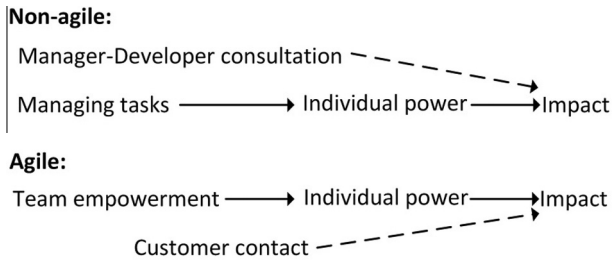 Non-agile:
Manager-Developer consultation
Managing tasks Individual power Impact
Agile:
Team empowerment Individual power Impact
Customer contact